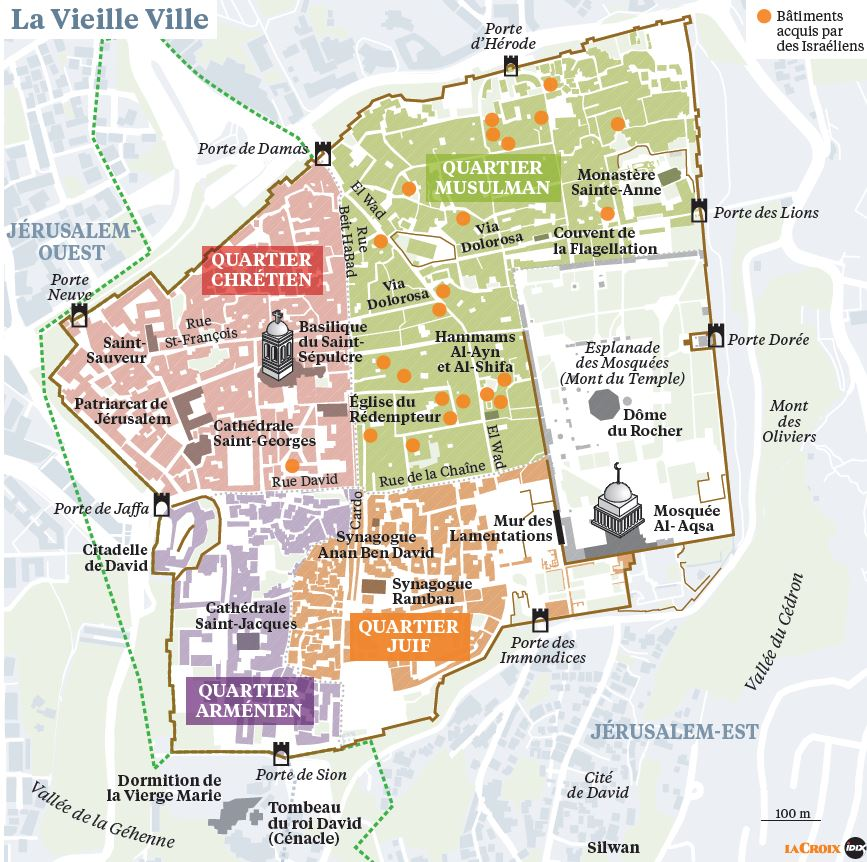 La Vieille Ville
Bâtiments
acquis par
des Israéliens
Porte
d’Hérode
Porte de Damas
QUARTIER
MUSULMAN
Monastère
Sainte-Anne
El Wad
Rue
Beit HaBad
Via
Dolorosa
Couvent de
la Flagellation
Porte des Lions
JÉRUSALEM-
OUEST
QUARTIER
CHRÉTIEN
Porte
Neuve
Via
Dolorosa
Rue
St-François
Saint-
Sauveur
Basilique
du Saint-
Sépulcre
Hammams
Al-Ayn
et Al-Shifa
Esplanade
des Mosquées
(Mont du Temple)
Porte Dorée
Patriarcat de
Jérusalem
Cathédrale
Saint-Georges
Église du
Rédempteur
El Wad
Dôme
du Rocher
Mont
des
Oliviers
Rue David
Rue de la Chaîne
Porte de Jaffa
Cardo
Citadelle
de David
Synagogue
Anan Ben David
Mur des
Lamentations
Mosquée
Al-Aqsa
Synagogue
Ramban
Cathédrale
Saint-Jacques
QUARTIER
JUIF
Porte des
Immondices
Vallée du Cédron
QUARTIER
ARMÉNIEN
JÉRUSALEM-EST
Porte de Sion
Dormition de
la Vierge Marie
Cité
de David
Vallée de la Géhenne
Tombeau
du roi David
(Cénacle)
100 m
Silwan
LA CROIX
IDIX